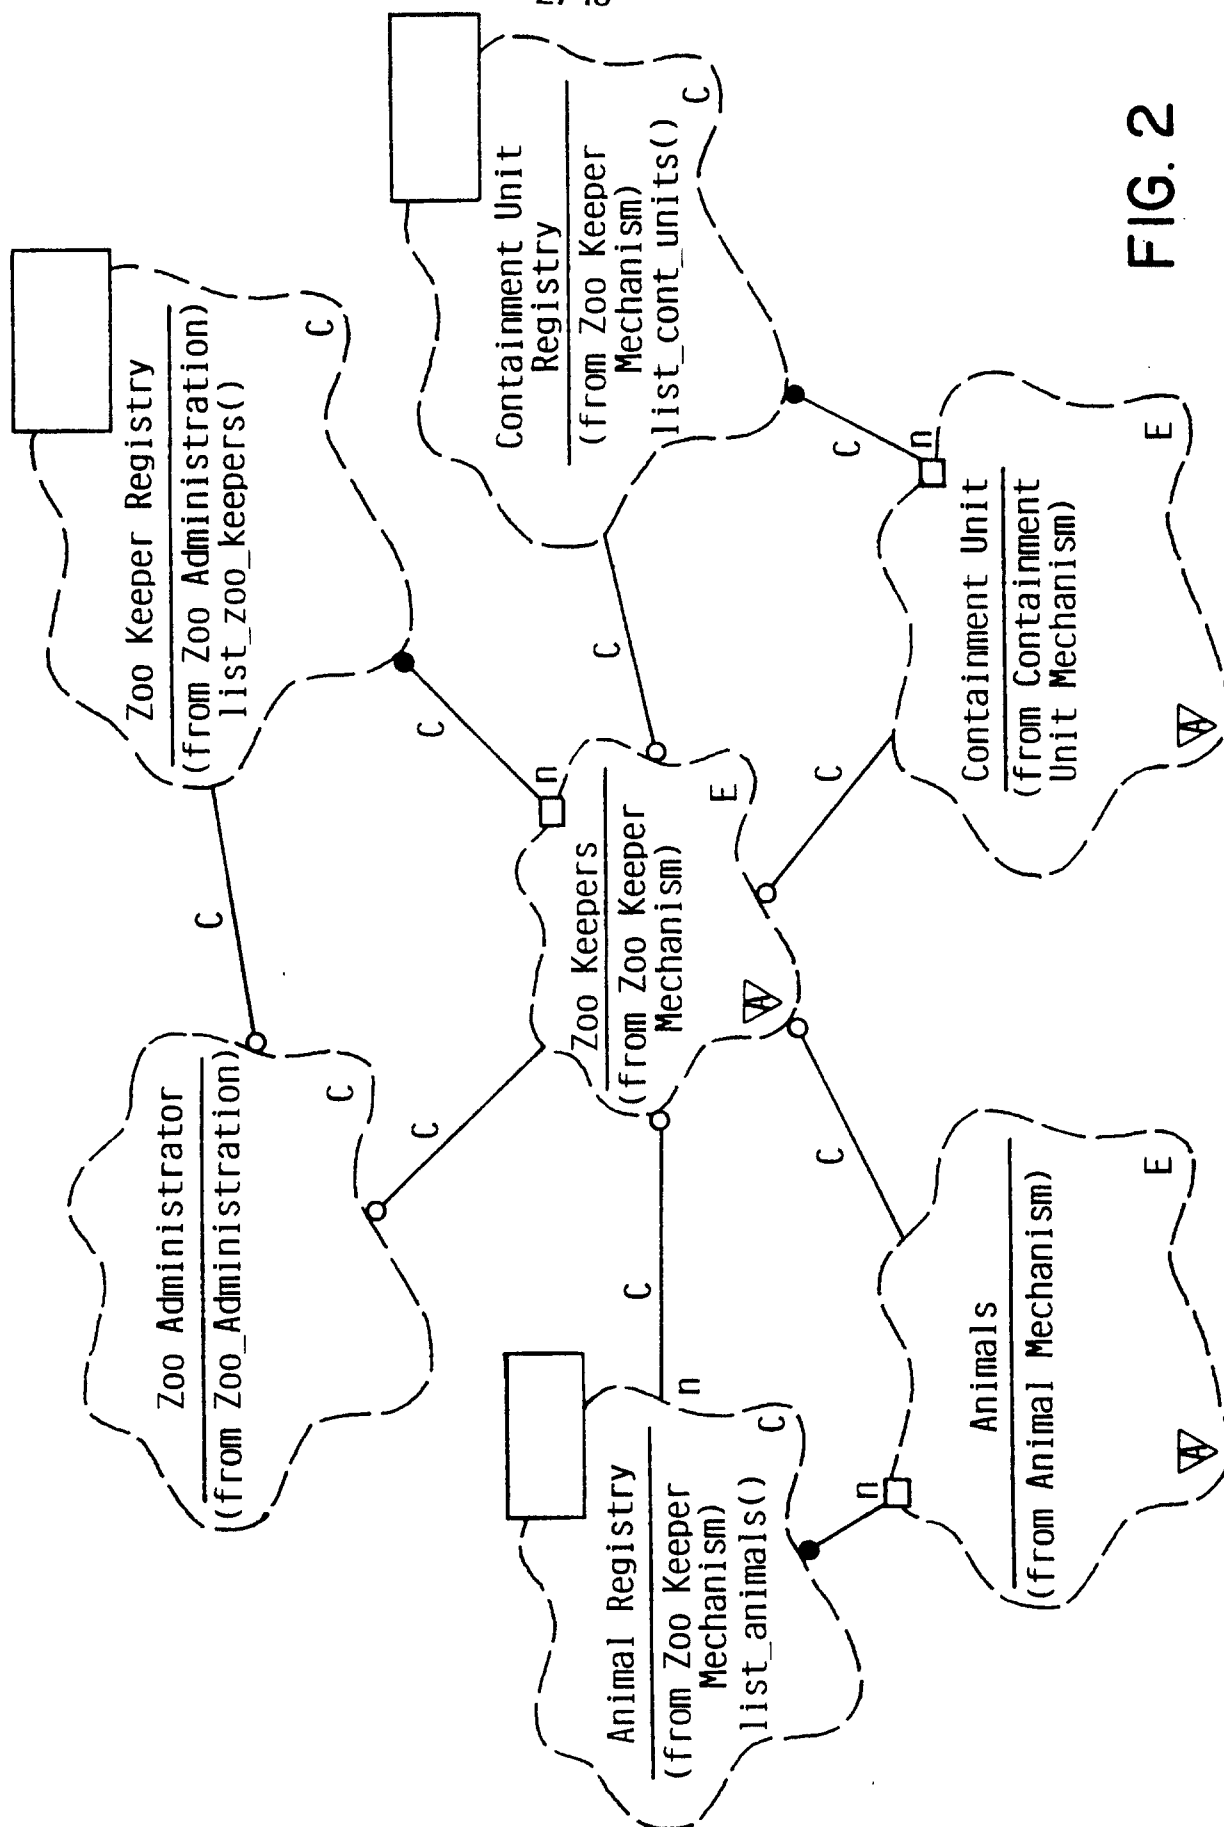 Zoo Administrator
(from Zoo_Administration)
C
C
Zoo Keeper Registry
(from Zoo Administration)
list_zoo_keepers()
C
C
C
n
Animal Registry
(from Zoo Keeper
Mechanism)
list_animals()
C
n
C
Zoo Keepers
(from Zoo Keeper
Mechanism)
E
A
C
Containment Unit
Registry
(from Zoo Keeper
Mechanism)
list_cont_units()
C
C
C
C
n
n
Animals
(from Animal Mechanism)
E
A
Containment Unit
(from Containment
Unit Mechanism)
E
A
FIG. 2